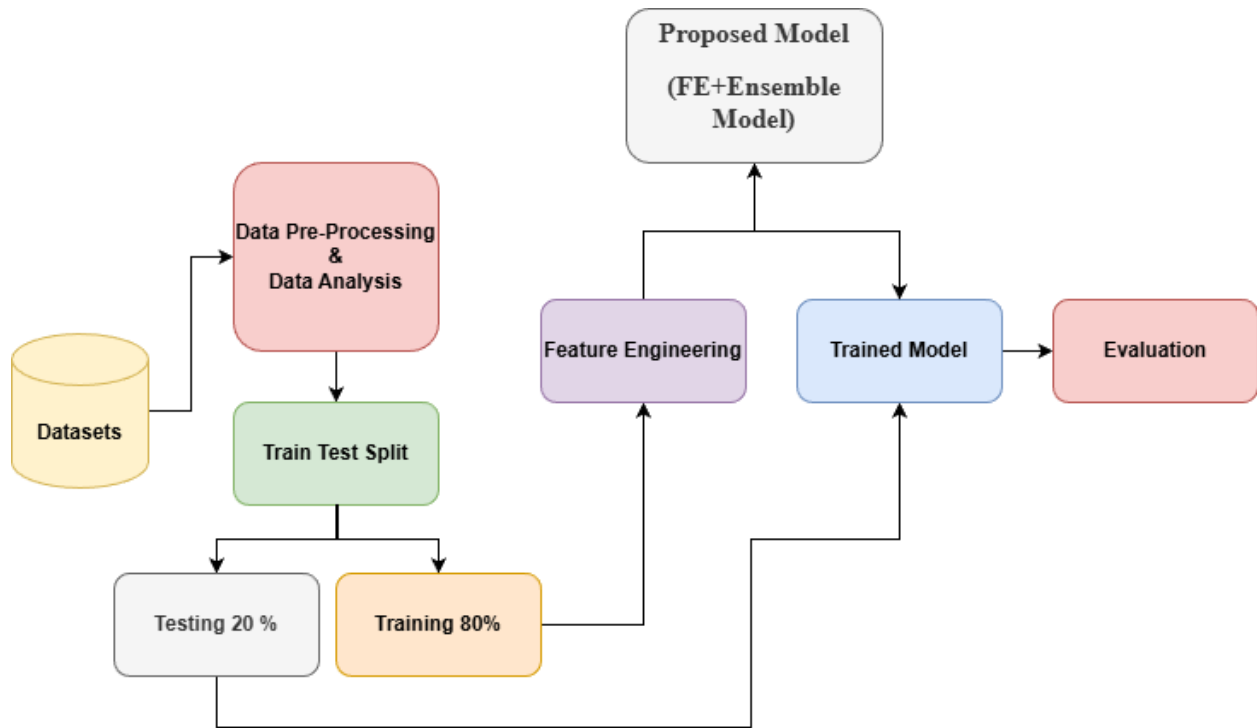 Proposed Model
(FE+Ensemble
Model)
Data Pre-Processing
&
Data Analysis
Feature Engineering
Trained Model
Evaluation
Datasets
Train Test Split
Testing 20 %
Training 80%